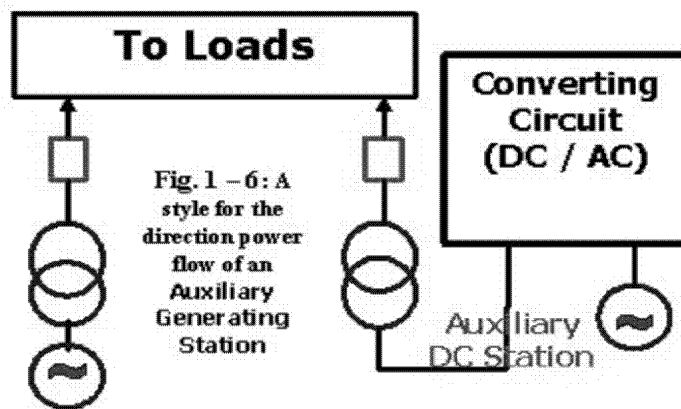 To Loads
Converting
Circuit
(DC / AC)
Fig. 1 – 6: A
style for the
direction power
flow of an
Auxiliary
Generating
Station
Auxiliary
DC Station